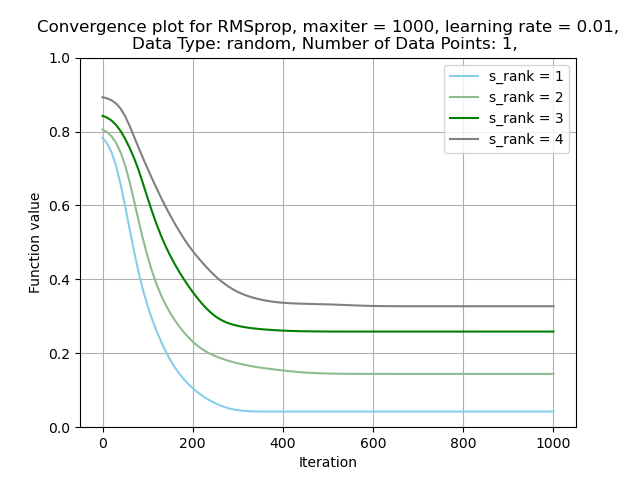 Convergence plot for RMSprop, maxiter = 1000, learning rate = 0.01,
Data Type: random, Number of Data Points: 1,
1.0
0.8
0.6
0.4
0.2
0.0
Function value
s_rank = 1
s_rank = 2
s_rank = 3
s_rank = 4
0 200 400 600 800 1000
Iteration